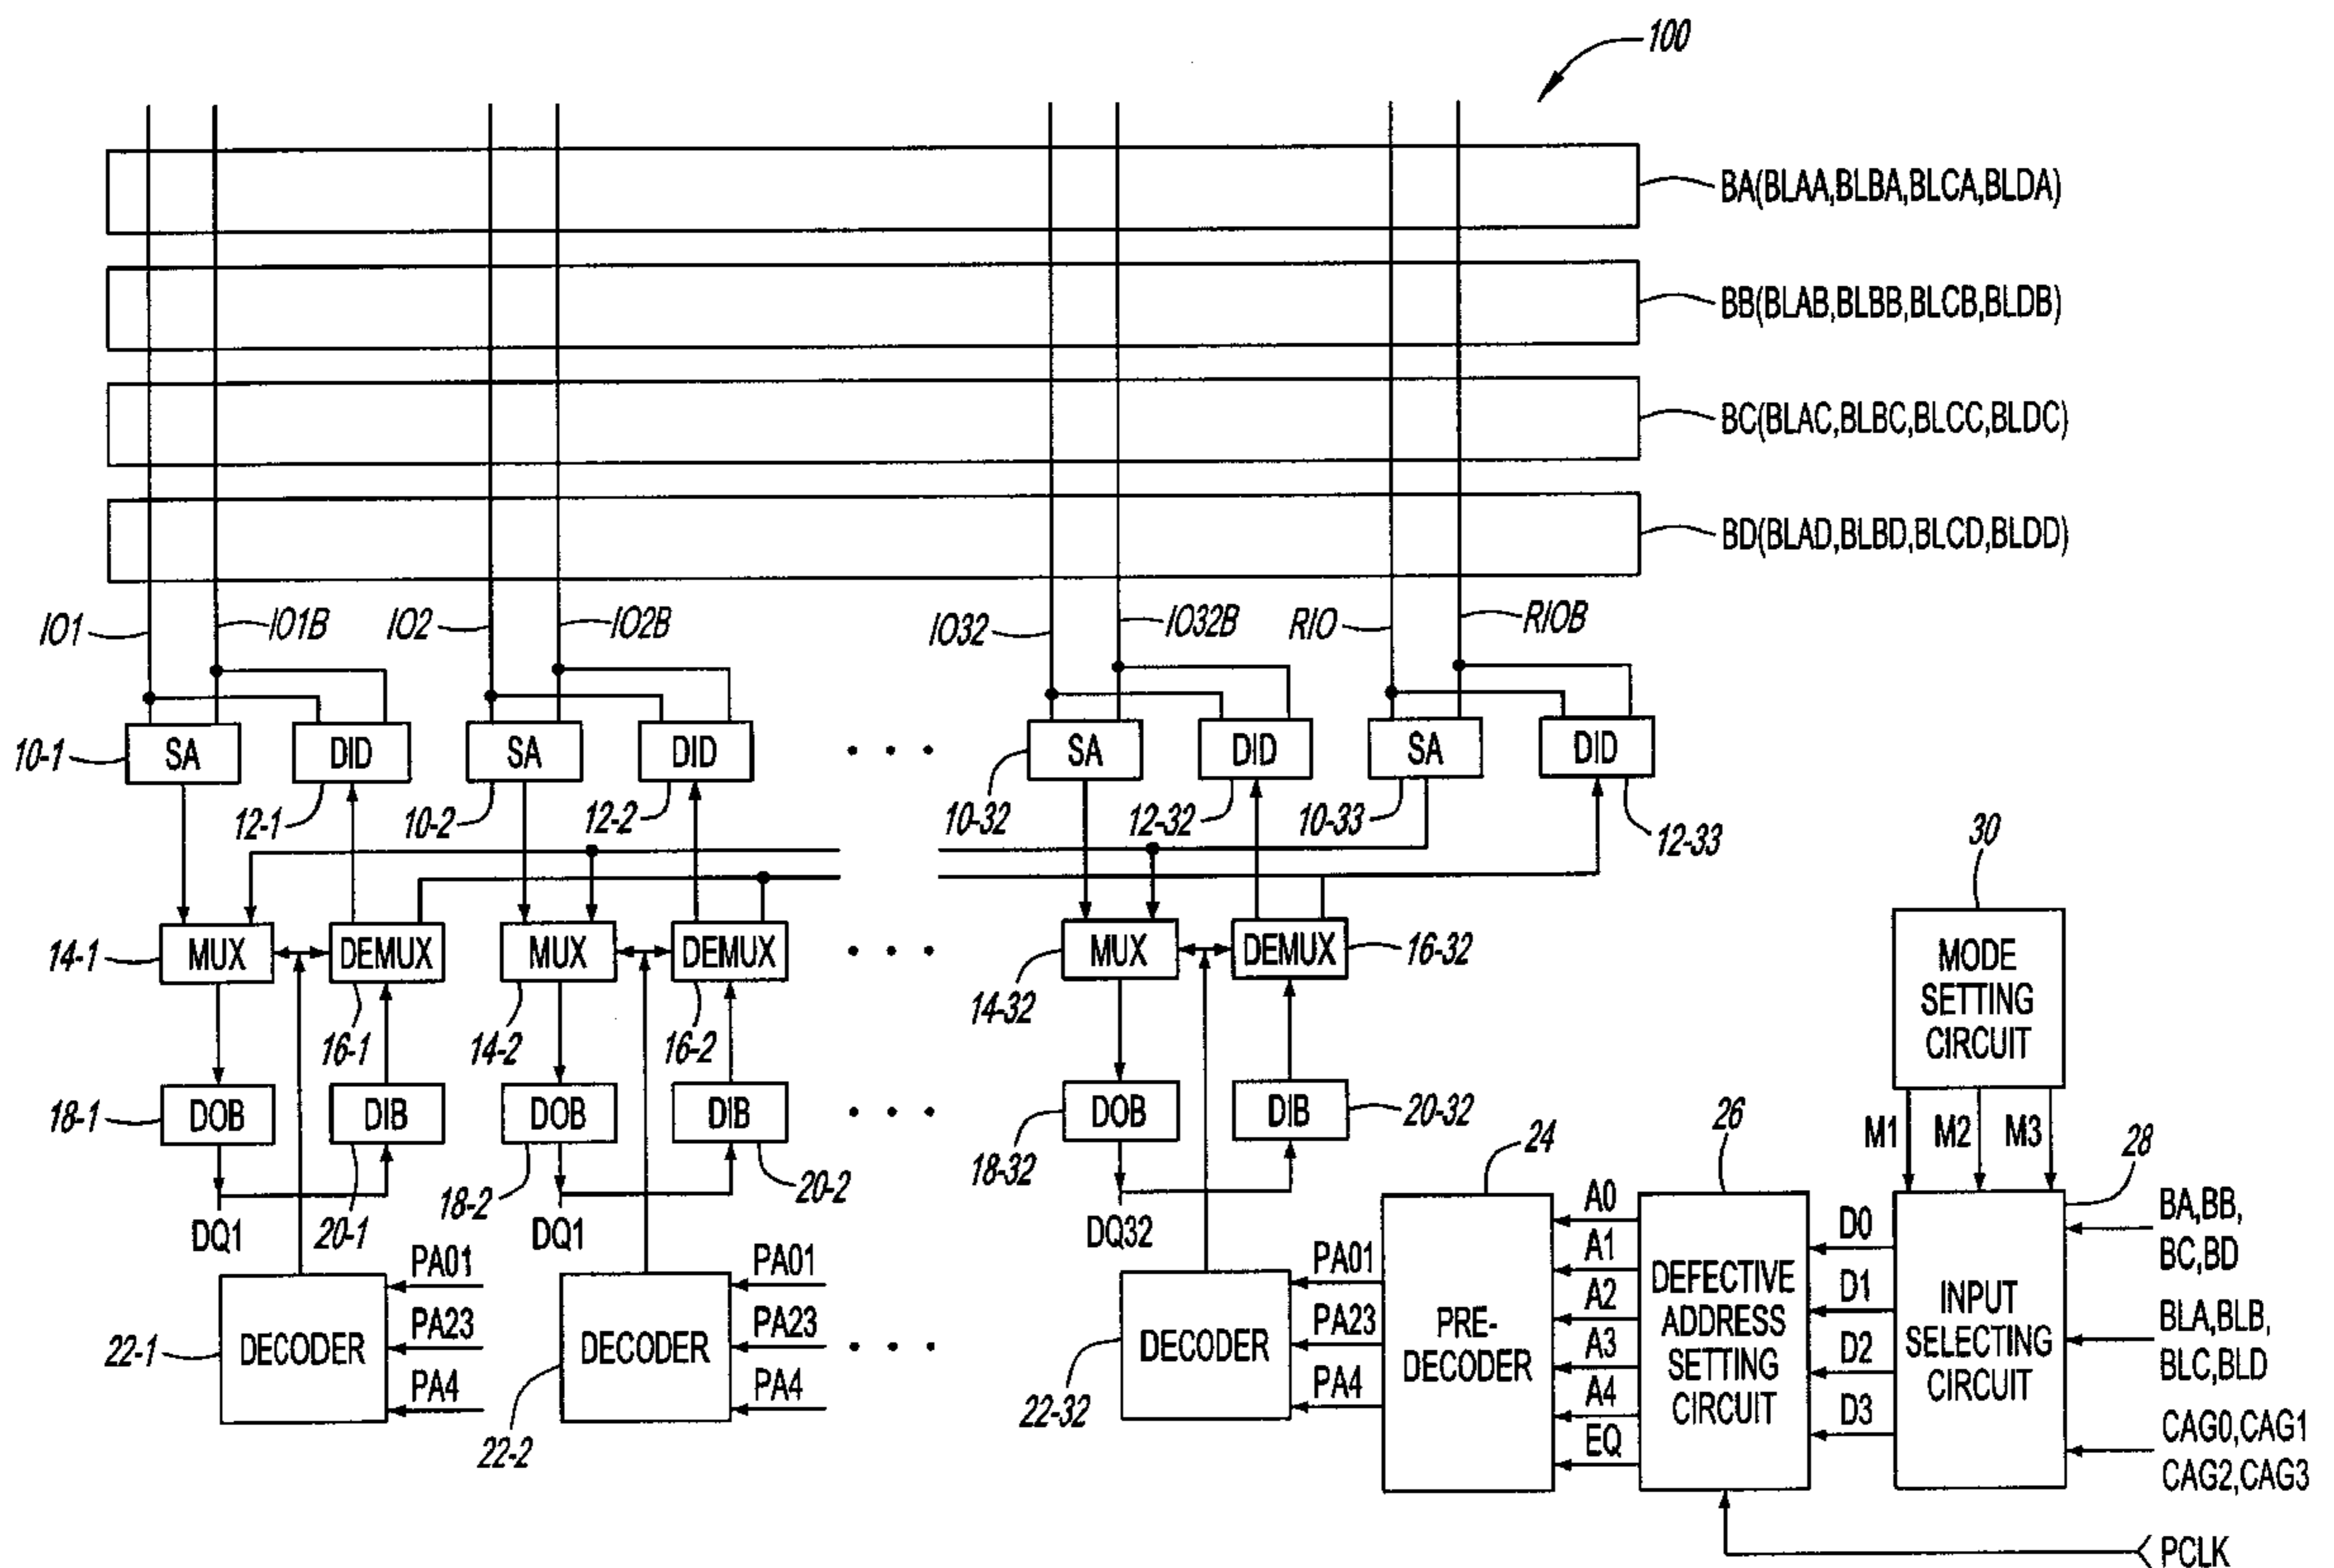 100
BA(BLAA,BLBA,BLCA,BLDA)
BB(BLAB,BLBB,BLCB,BLDB)
BC(BLAC,BLBC,BLCC,BLDC)
BD(BLAD,BLBD,BLCD,BLDD)
IO1
IO1B
IO2
IO2B
IO32
IO32B
RIO
RIOB
10-1
SA
DID
SA
DID
SA
DID
SA
DID
12-1
10-2
12-2
10-32
12-32
10-33
12-33
30
14-1
MUX
DEMUX
MUX
DEMUX
MUX
DEMUX
16-32
MODE
SETTING
CIRCUIT
16-1
14-2
16-2
14-32
18-1
DOB
DIB
DOB
DIB
DOB
DIB
20-32
M1
M2
M3
24
26
28
20-1
18-2
20-2
18-32
DQ1
DQ1
DQ32
22-1
DECODER
PA01
PA23
PA4
22-2
DECODER
PA01
PA23
PA4
22-32
DECODER
PA01
PA23
PA4
PRE-
DECODER
A0
A1
A2
A3
A4
EQ
DEFECTIVE
ADDRESS
SETTING
CIRCUIT
D0
D1
D2
D3
INPUT
SELECTING
CIRCUIT
BA,BB,
BC,BD
BLA,BLB,
BLC,BLD
CAG0,CAG1
CAG2,CAG3
PCLK